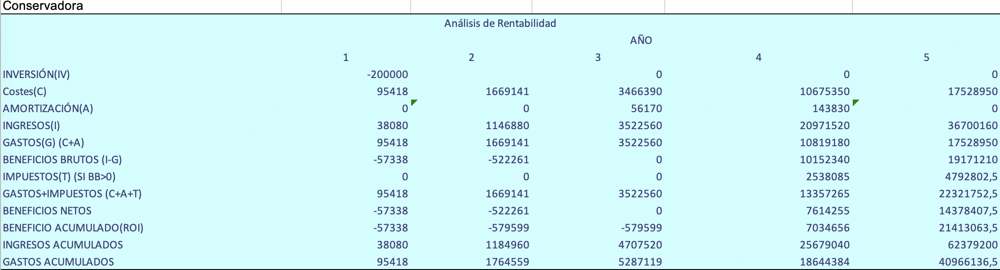 Conservadora
Análisis de Rentabilidad
AÑO
1 2 3 4 5
INVERSIÓN(IV) -200000 0 0 0
Costes(C) 95418 1669141 3466390 10675350 17528950
AMORTIZACIÓN(A) 0 0 56170 143830 0
INGRESOS(I) 38080 1146880 3522560 20971520 36700160
GASTOS(G) (C+A) 95418 1669141 3522560 10819180 17528950
BENEFICIOS BRUTOS (I-G) -57338 -522261 0 10152340 19171210
IMPUESTOS(T) (SI BB>0) 0 0 0 2538085 4792802,5
GASTOS+IMPUESTOS (C+A+T) 95418 1669141 3522560 13357265 22321752,5
BENEFICIOS NETOS -57338 -522261 0 7614255 14378407,5
BENEFICIO ACUMULADO(ROI) -57338 -579599 -579599 7034656 21413063,5
INGRESOS ACUMULADOS 38080 1184960 4707520 25679040 62379200
GASTOS ACUMULADOS 95418 1764559 5287119 18644384 40966136,5